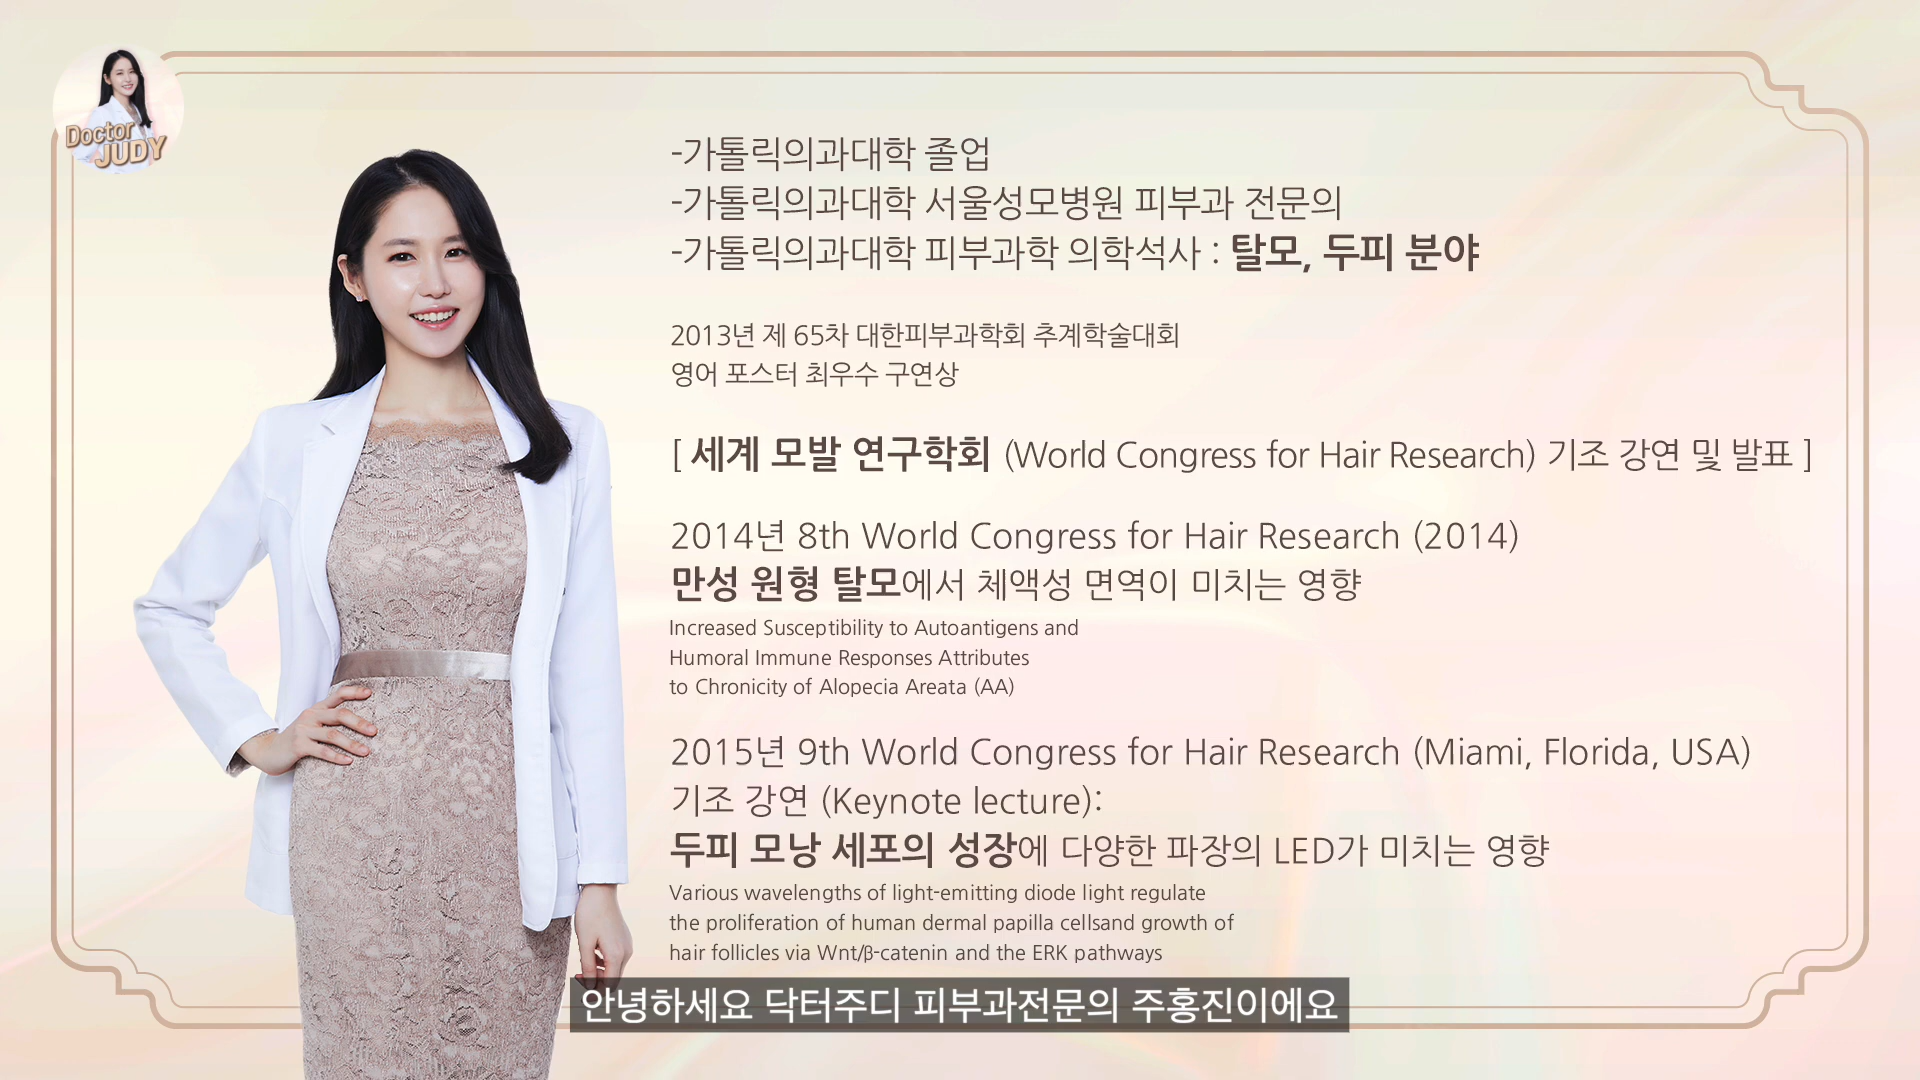 Doctor
JUDY
-가톨릭의과대학 졸업
-가톨릭의과대학 서울성모병원 피부과 전문의
-가톨릭의과대학 피부과학 의학석사 : 탈모, 두피 분야
2013년 제 65차 대한피부과학회 추계학술대회
영어 포스터 최우수 구연상
[ 세계 모발 연구학회 (World Congress for Hair Research) 기조 강연 및 발표 ]
2014년 8th World Congress for Hair Research (2014)
만성 원형 탈모에서 체액성 면역이 미치는 영향
Increased Susceptibility to Autoantigens and
Humoral Immune Responses Attributes
to Chronicity of Alopecia Areata (AA)
2015년 9th World Congress for Hair Research (Miami, Florida, USA)
기조 강연 (Keynote lecture):
두피 모낭 세포의 성장에 다양한 파장의 LED가 미치는 영향
Various wavelengths of light-emitting diode light regulate
the proliferation of human dermal papilla cellsand growth of
hair follicles via Wnt/β-catenin and the ERK pathways
안녕하세요 닥터주디 피부과전문의 주홍진이에요